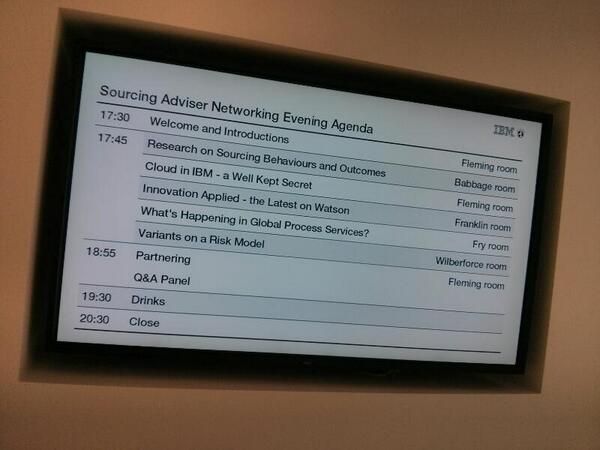 Sourcing Adviser Networking Evening Agenda IBM
17:30 Welcome and Introductions Fleming room
17:45 Research on Sourcing Behaviours and Outcomes Babbage room
Cloud in IBM - a Well Kept Secret Fleming room
Innovation Applied - the Latest on Watson Franklin room
What's Happening in Global Process Services? Fry room
Variants on a Risk Model Wilberforce room
18:55 Partnering Fleming room
Q&A Panel
19:30 Drinks
20:30 Close